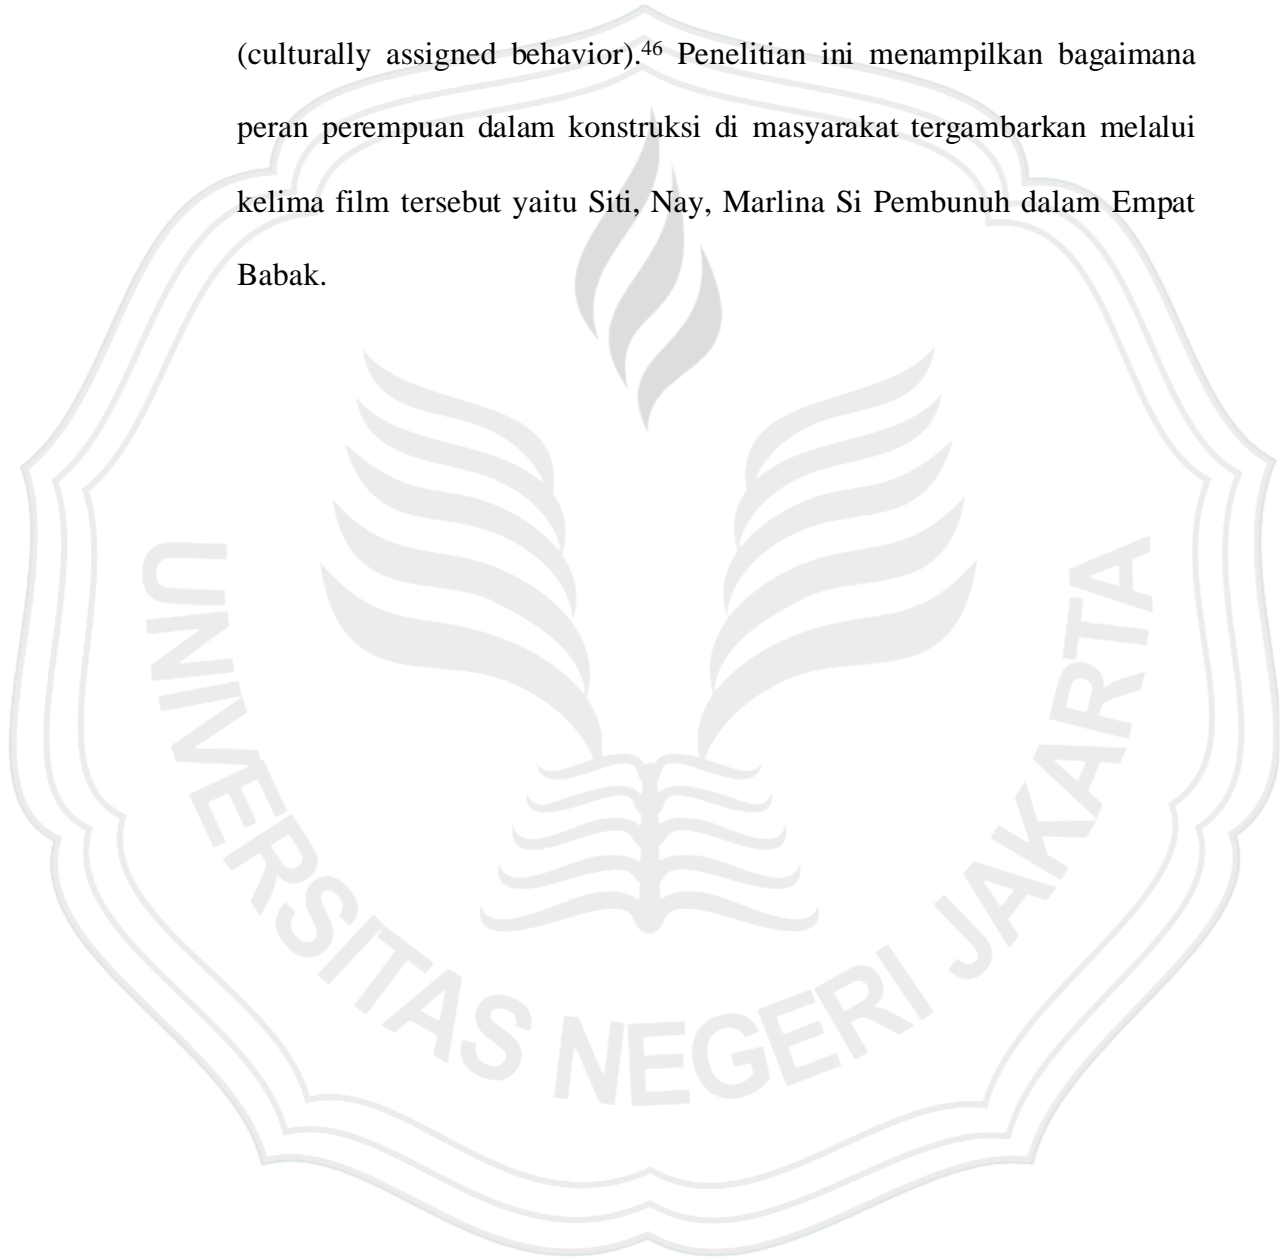 (culturally assigned behavior).⁴⁶ Penelitian ini menampilkan bagaimana
peran perempuan dalam konstruksi di masyarakat tergambarkan melalui
kelima film tersebut yaitu Siti, Nay, Marlina Si Pembunuh dalam Empat
Babak.
UNIVERSITAS NEGERI JAKARTA